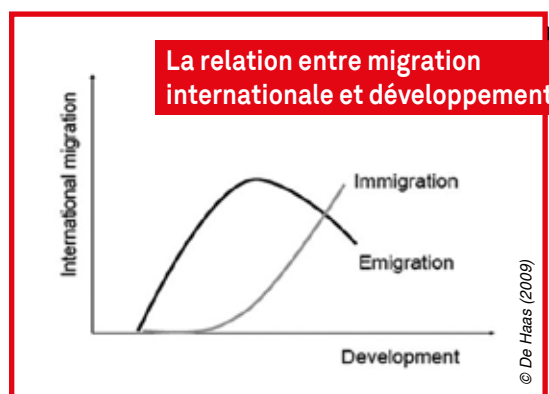 La relation entre migration
internationale et développement
International migration
Immigration
Emigration
Development
© De Haas (2009)